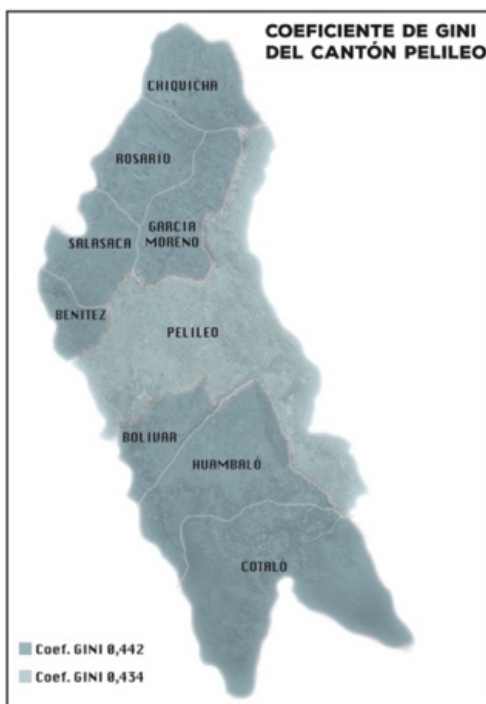 COEFICIENTE DE GINI
DEL CANTÓN PELILEO
CHIQUICHA
ROSARIO
GARCIA
MORENO
SALASACA
BENITEZ
PELILEO
BOLIVAR
HUAMBALÓ
COTALÓ
Coef. GINI 0,442
Coef. GINI 0,434